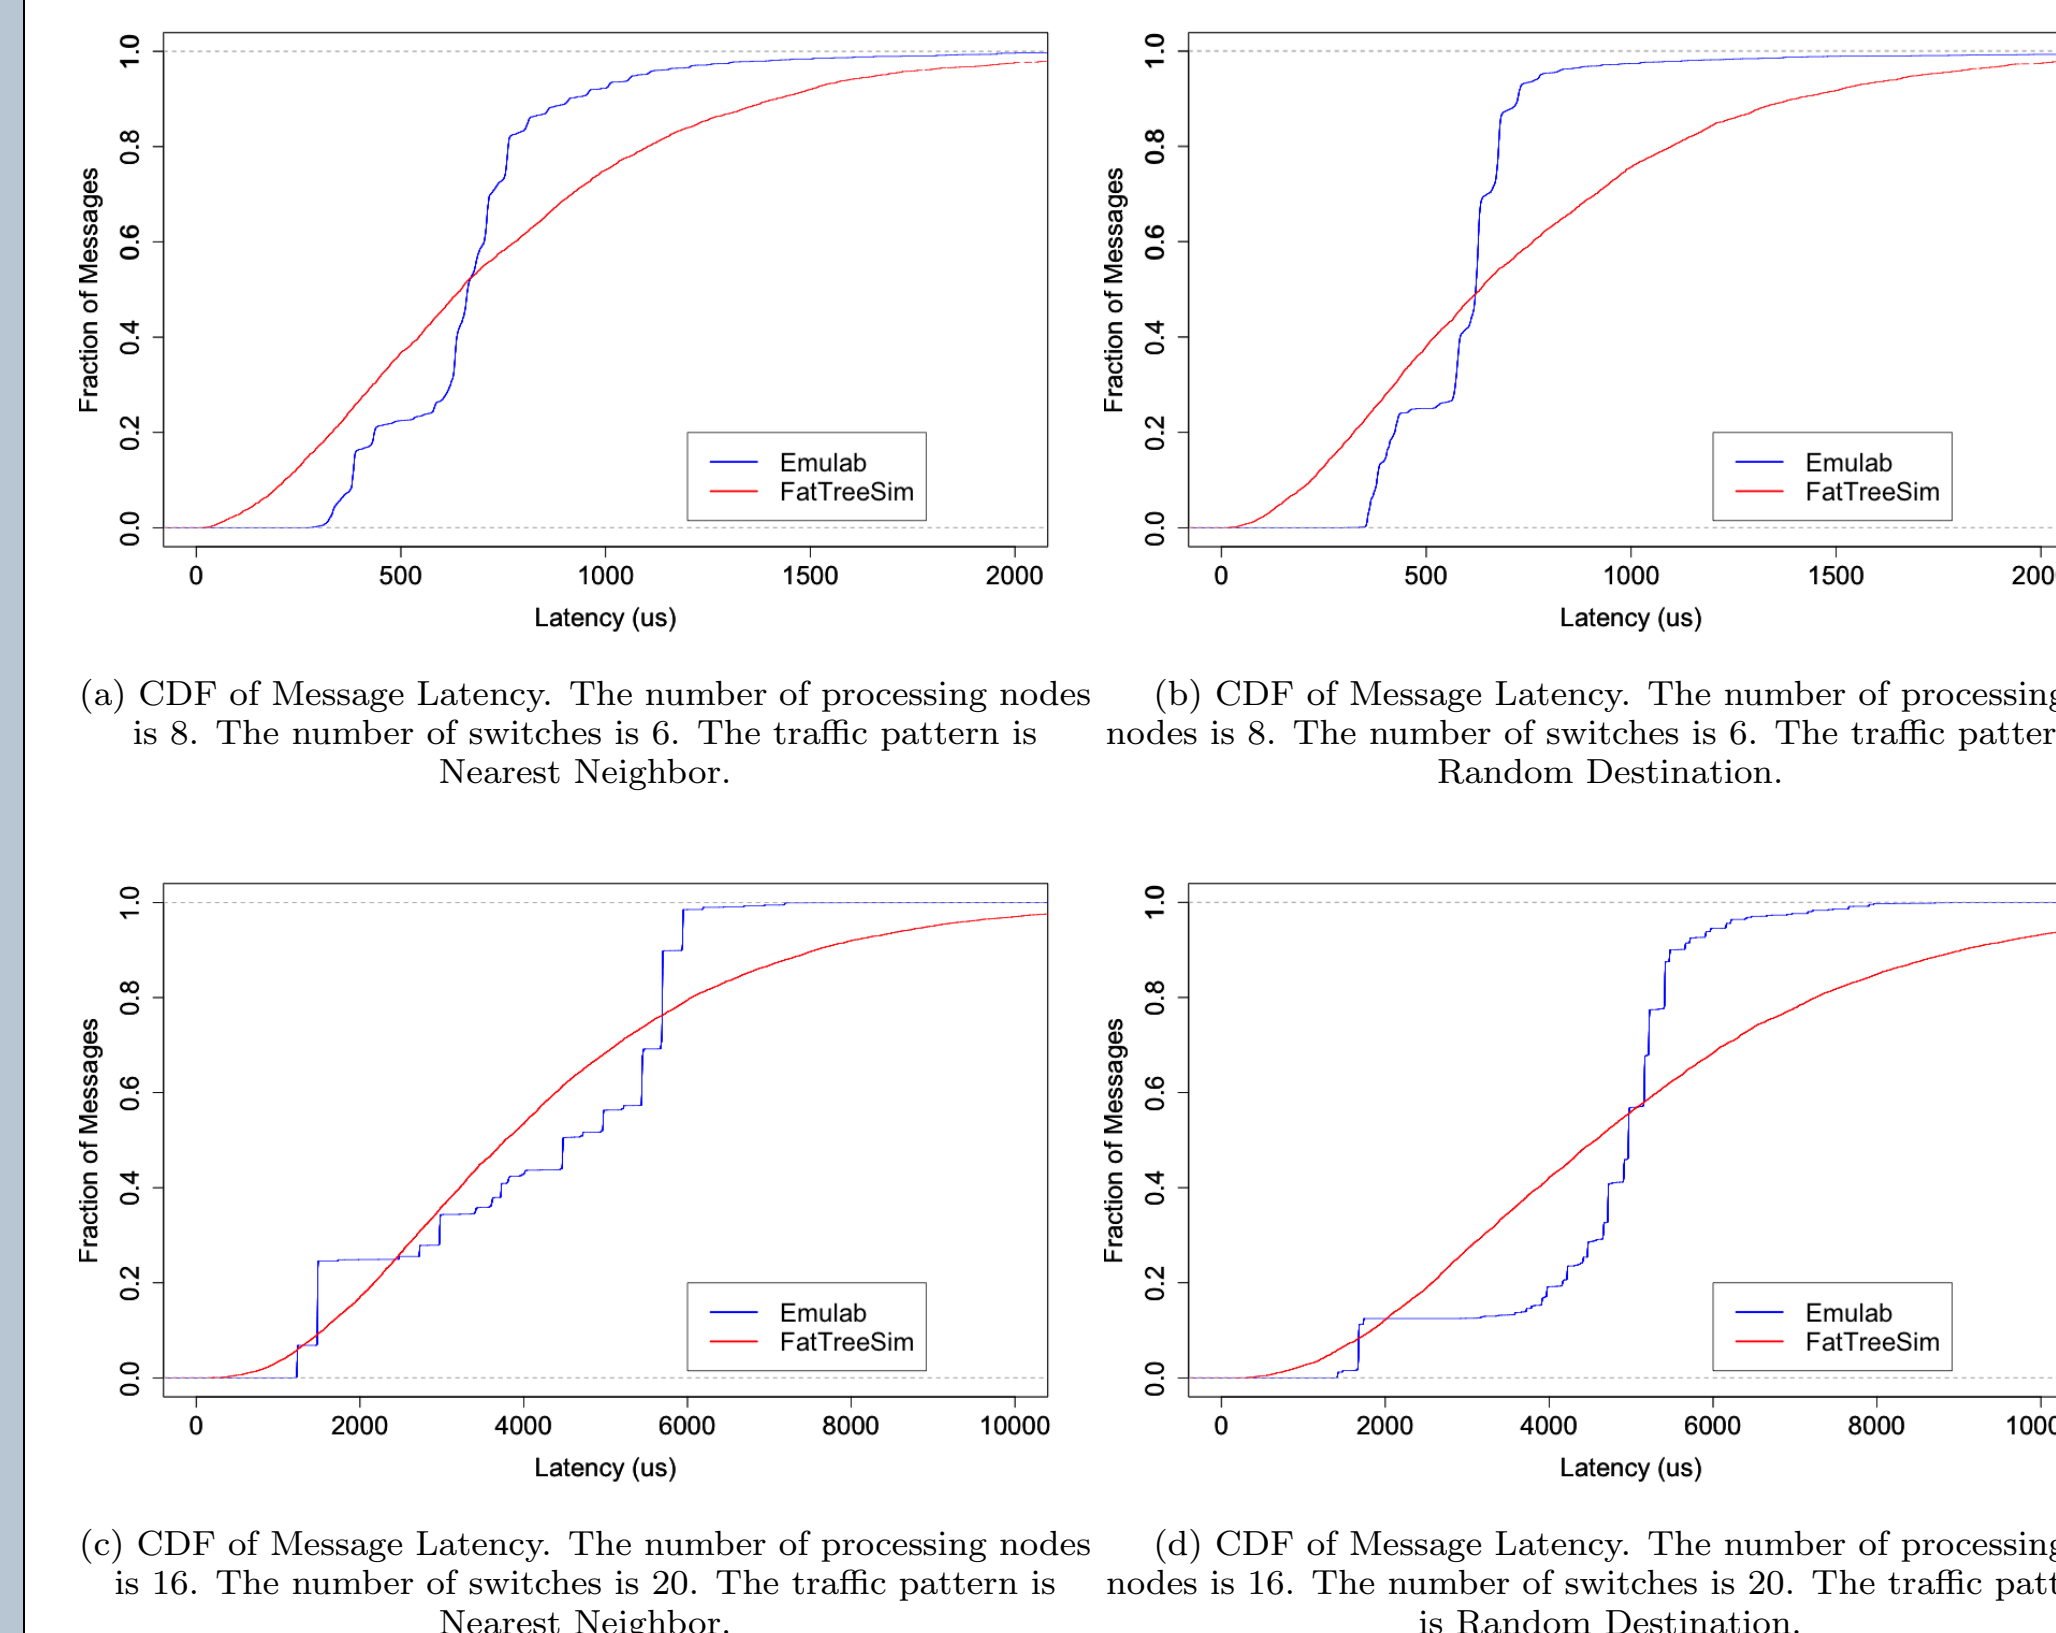 1.0
0.8
0.6
0.4
0.2
0.0
Fraction of Messages
Emulab
FatTreeSim
0 500 1000 1500 2000
Latency (us)
(a) CDF of Message Latency. The number of processing nodes
is 8. The number of switches is 6. The traffic pattern is
Nearest Neighbor.
1.0
0.8
0.6
0.4
0.2
0.0
Fraction of Messages
Emulab
FatTreeSim
0 500 1000 1500 200
Latency (us)
(b) CDF of Message Latency. The number of processing
nodes is 8. The number of switches is 6. The traffic patter
Random Destination.
1.0
0.8
0.6
0.4
0.2
0.0
Fraction of Messages
Emulab
FatTreeSim
0 2000 4000 6000 8000 10000
Latency (us)
(c) CDF of Message Latency. The number of processing nodes
is 16. The number of switches is 20. The traffic pattern is
Nearest Neighbor.
1.0
0.8
0.6
0.4
0.2
0.0
Fraction of Messages
Emulab
FatTreeSim
0 2000 4000 6000 8000 1000
Latency (us)
(d) CDF of Message Latency. The number of processing
nodes is 16. The number of switches is 20. The traffic patt
is Random Destination.